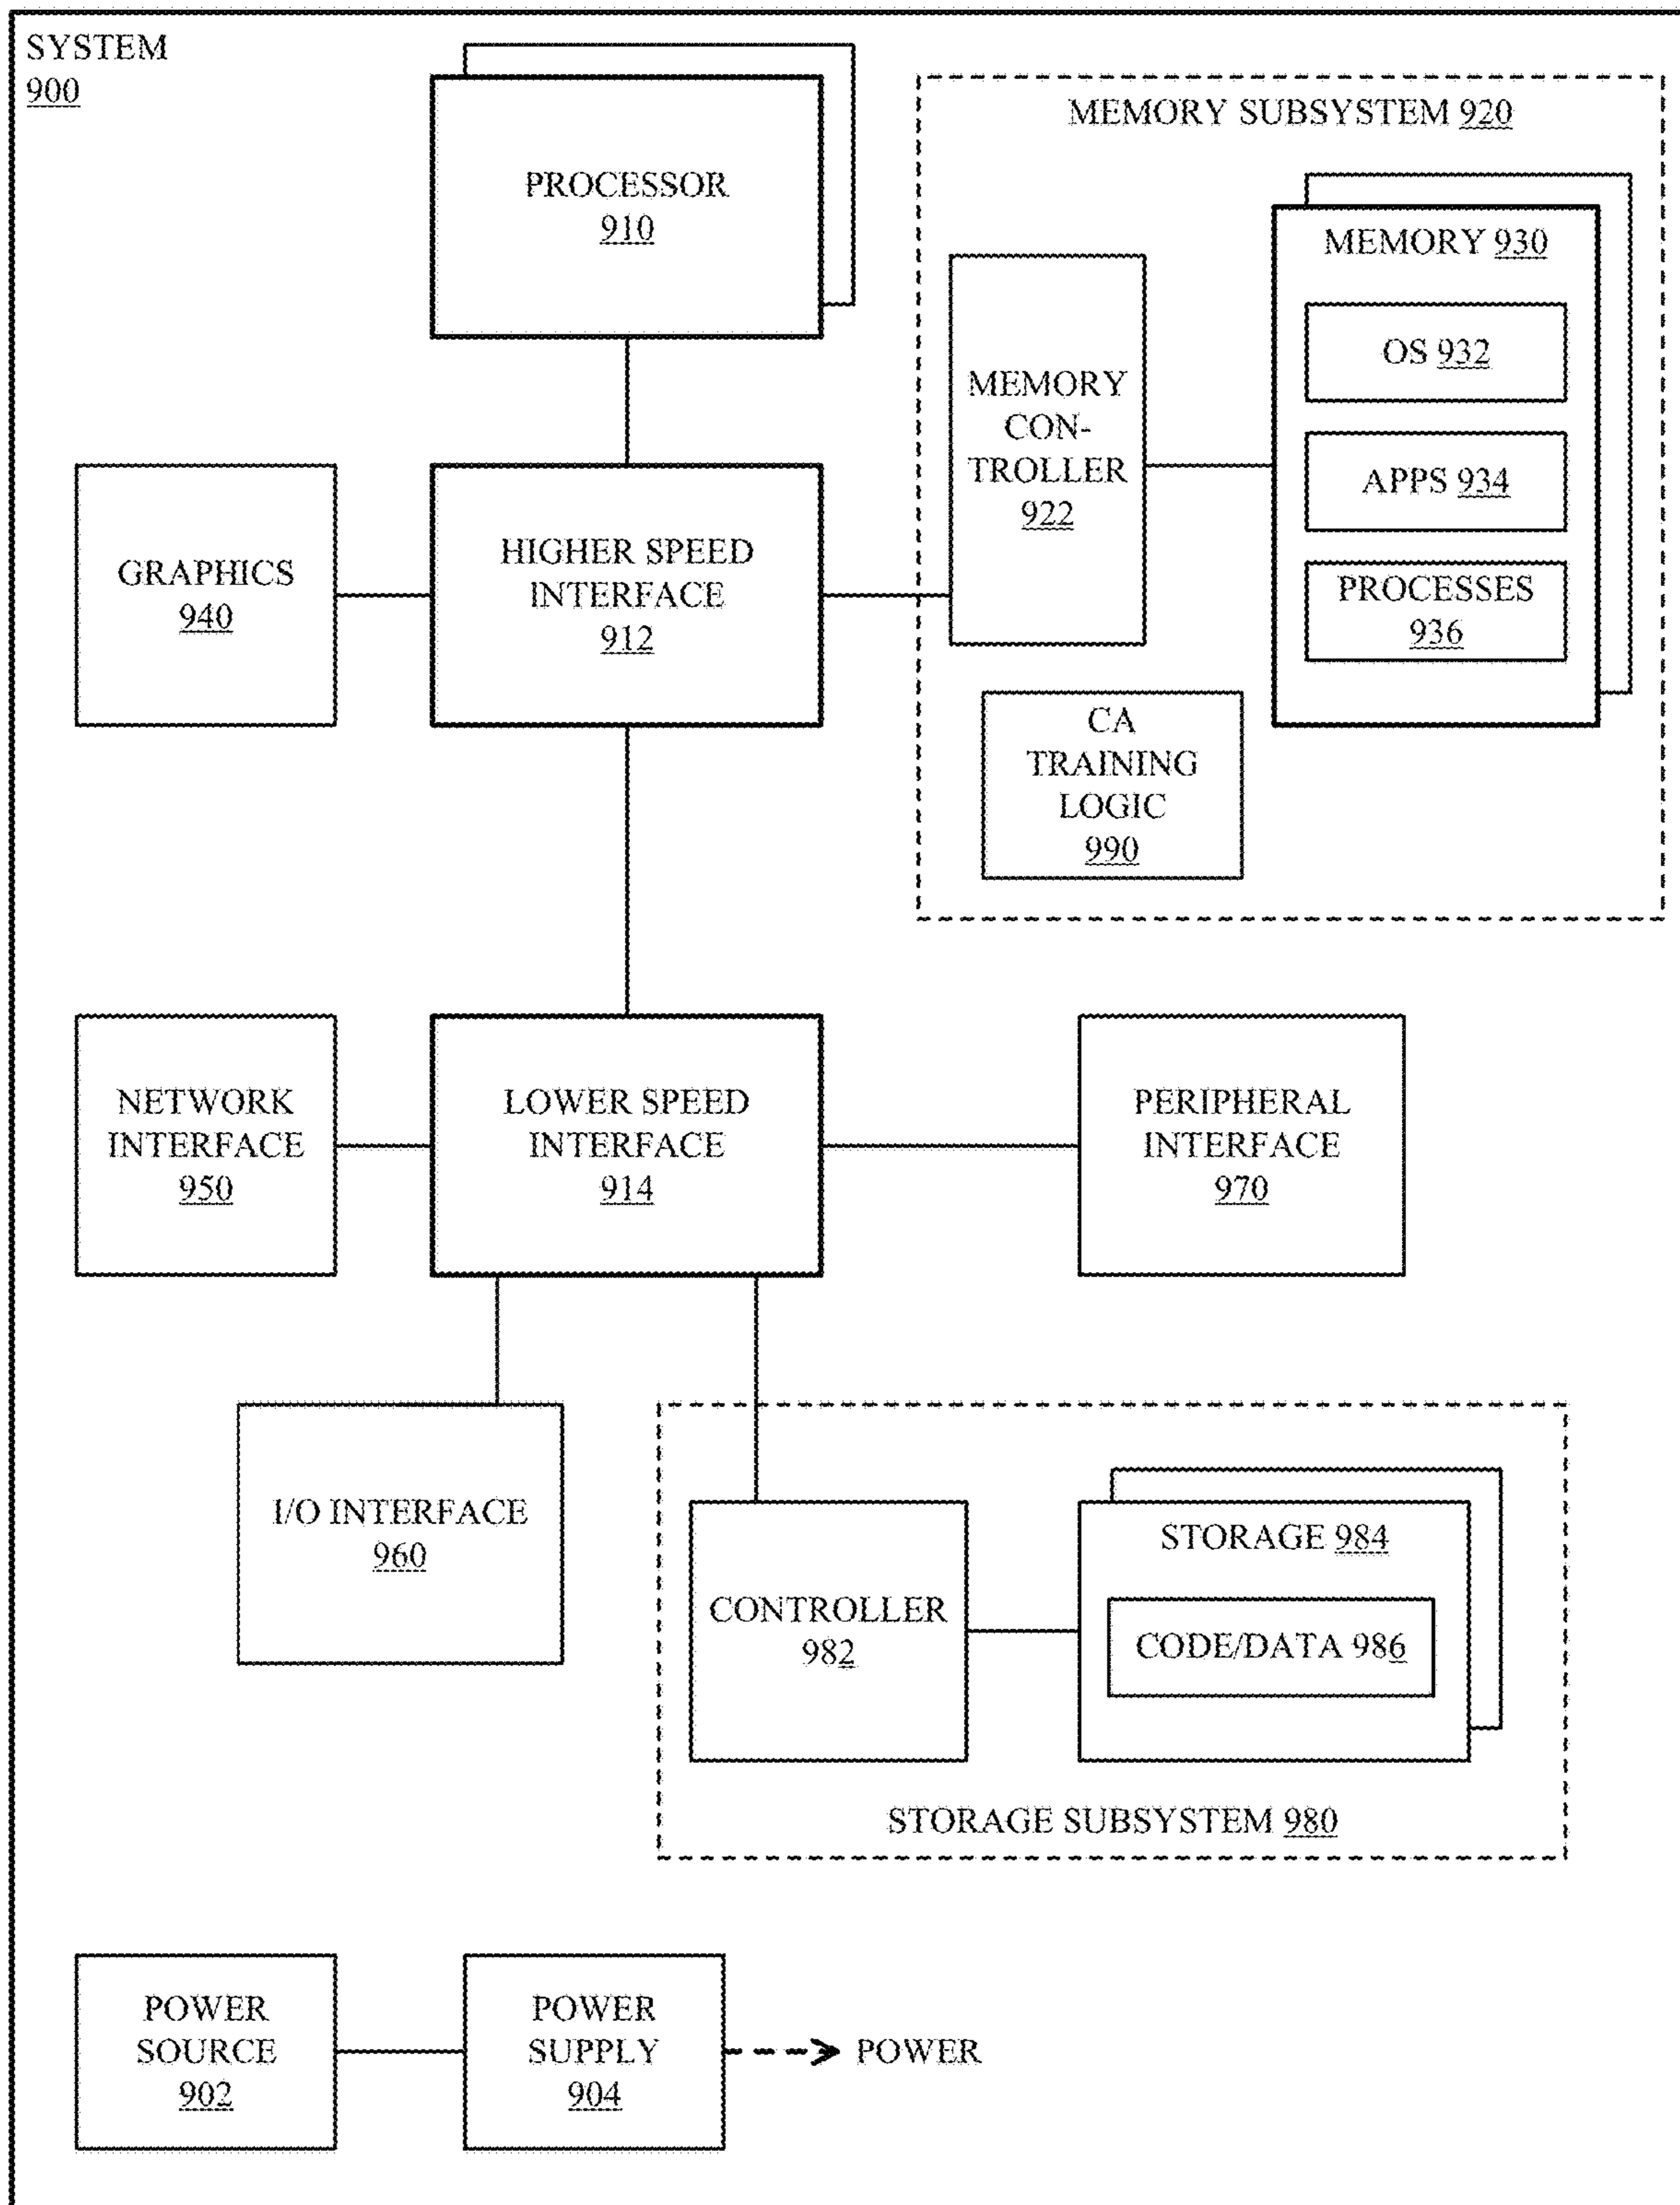 SYSTEM
900
PROCESSOR
910
MEMORY SUBSYSTEM 920
MEMORY 930
OS 932
APPS 934
PROCESSES
936
MEMORY
CON-
TROLLER
922
GRAPHICS
940
HIGHER SPEED
INTERFACE
912
CA
TRAINING
LOGIC
990
NETWORK
INTERFACE
950
LOWER SPEED
INTERFACE
914
PERIPHERAL
INTERFACE
970
I/O INTERFACE
960
CONTROLLER
982
STORAGE 984
CODE/DATA 986
STORAGE SUBSYSTEM 980
POWER
SOURCE
902
POWER
SUPPLY
904
POWER